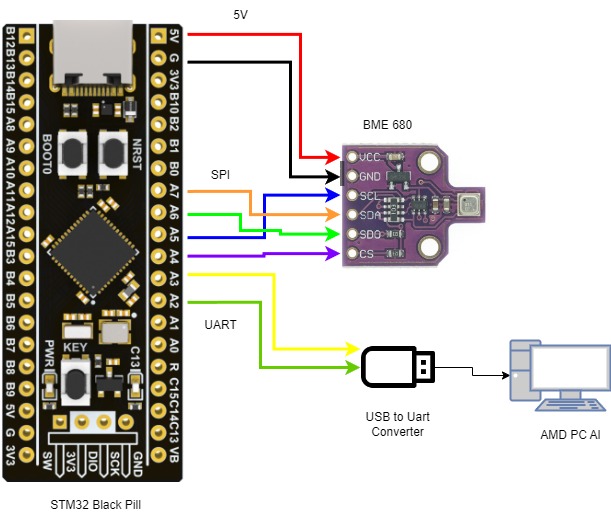 5V
B12
B13
B14
B15
A8
A9
A10
A11
A12
A15
B3
B4
B5
B6
B7
B8
B9
5V
G
3V3
BOOT0
NRST
5V
G
3V3
B10
B2
B1
B0
A7
A6
A5
A4
A3
A2
A1
A0
R
C15
C14
C13
VB
PWR
KEY
C13
SW
3V3
DIO
SCK
GND
STM32 Black Pill
SPI
UART
BME 680
VCC
GND
SCL
SDA
SDO
CS
USB to Uart
Converter
AMD PC AI